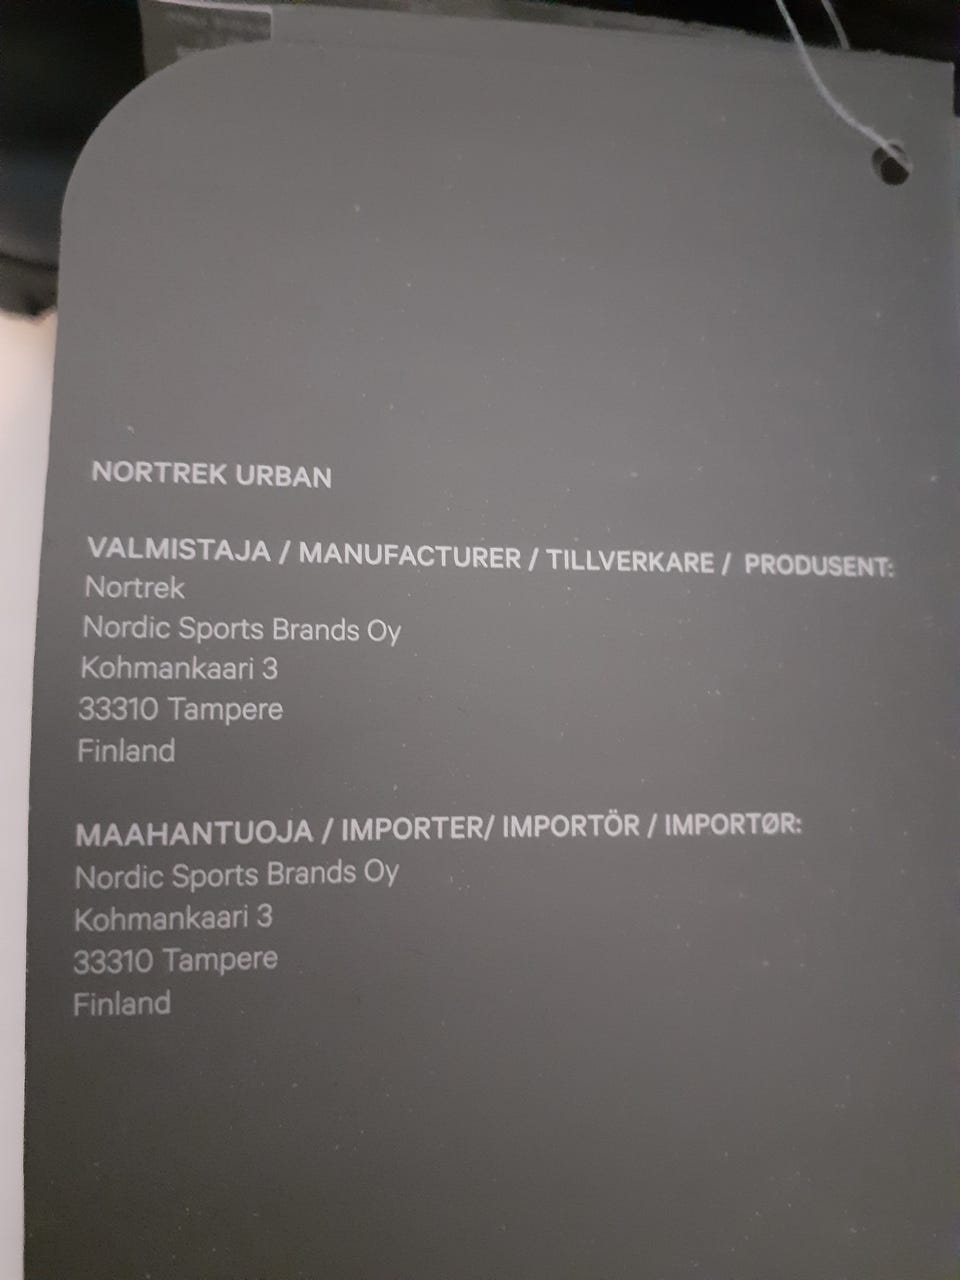 NORTREK URBAN
VALMISTAJA / MANUFACTURER / TILLVERKARE / PRODUSENT:
Nortrek
Nordic Sports Brands Oy
Kohmankaari 3
33310 Tampere
Finland
MAAHANTUOJA / IMPORTER/ IMPORTÖR / IMPORTØR:
Nordic Sports Brands Oy
Kohmankaari 3
33310 Tampere
Finland